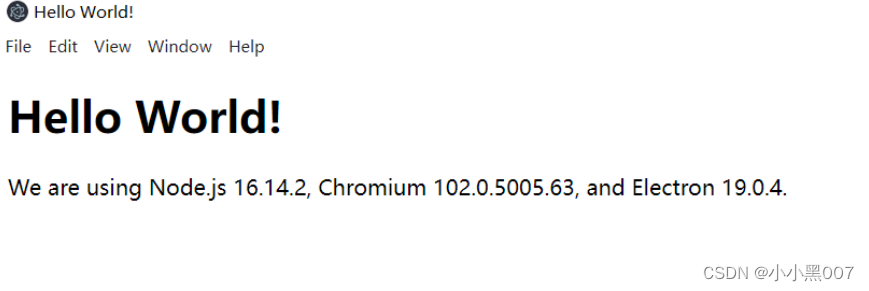 Hello World!
File Edit View Window Help
Hello World!
We are using Node.js 16.14.2, Chromium 102.0.5005.63, and Electron 19.0.4.
CSDN @小小黑007